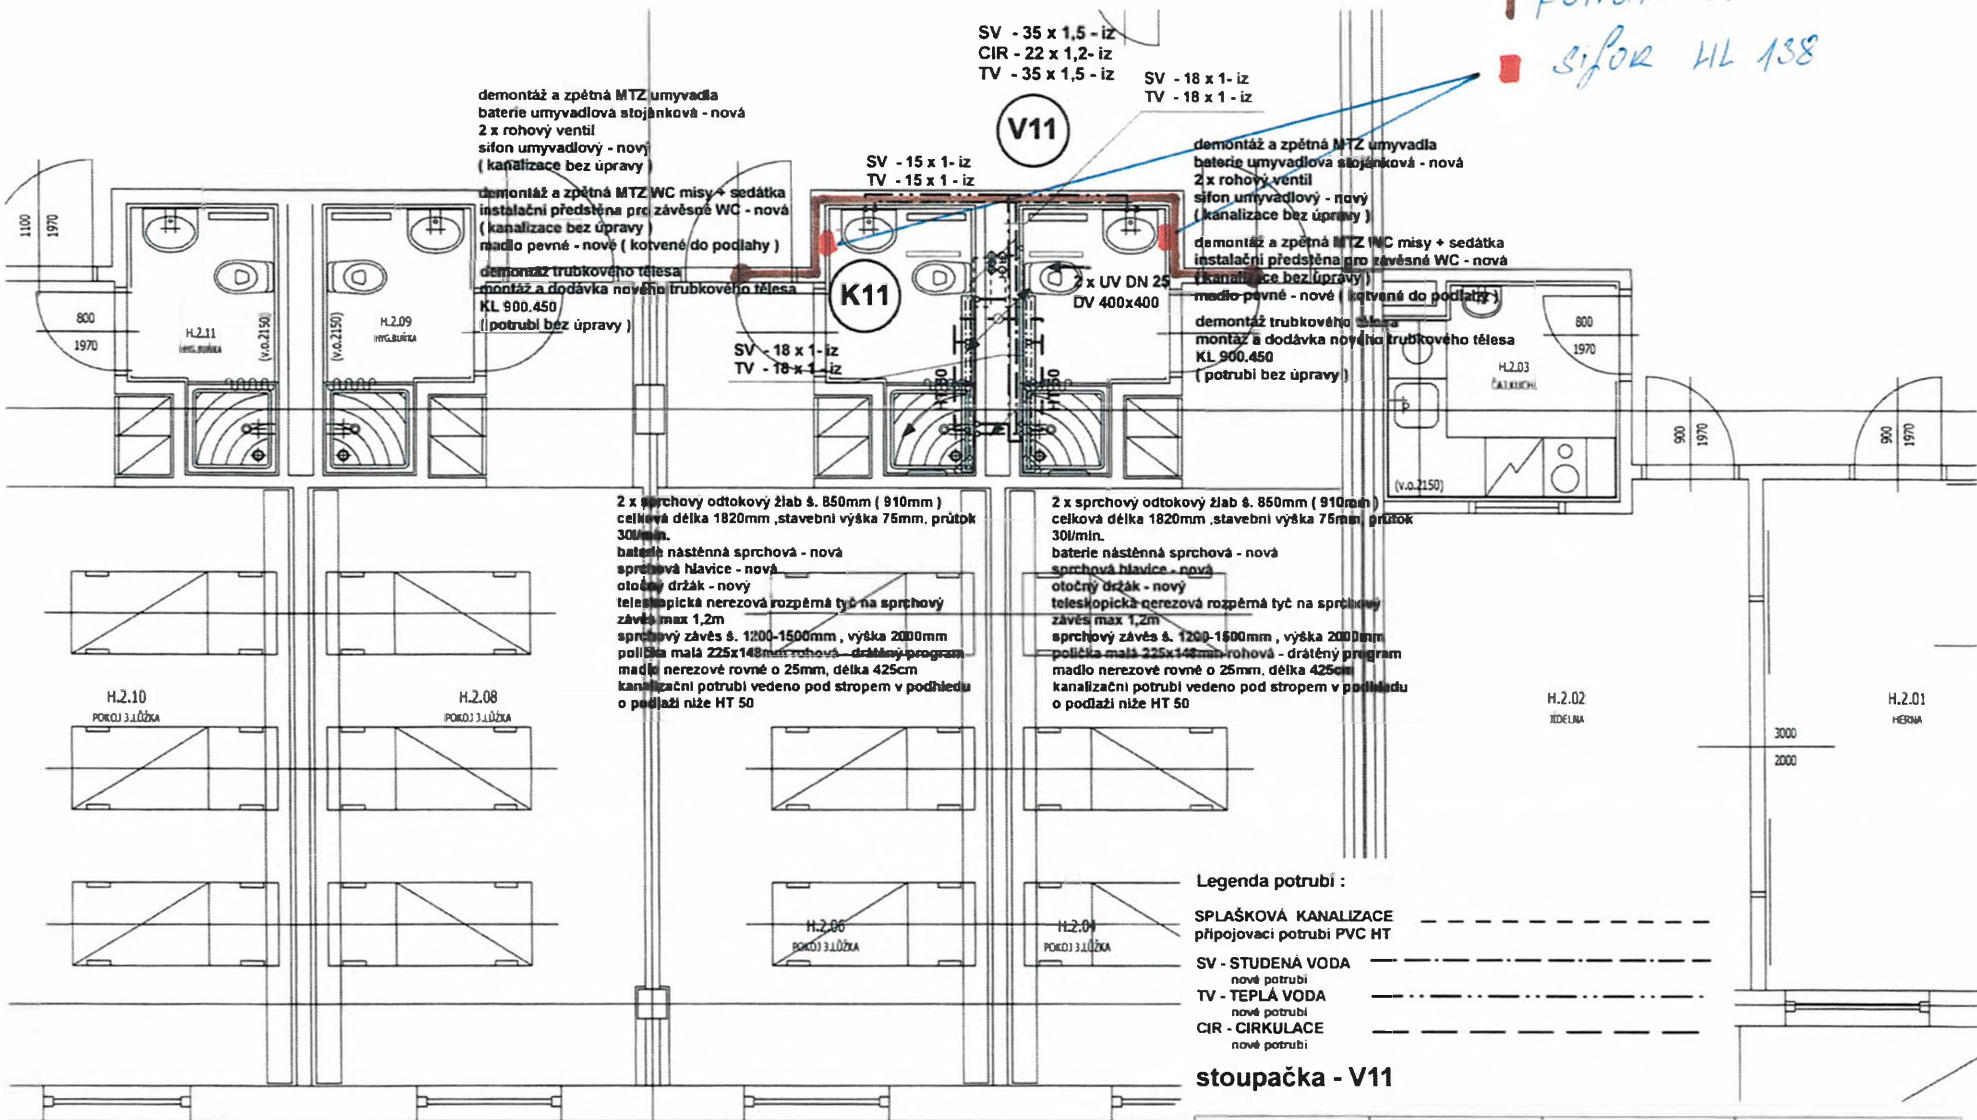 sifon HL 138
SV - 35 x 1,5 - iz
CIR - 22 x 1,2- iz
TV - 35 x 1,5 - iz
SV - 18 x 1- iz
TV - 18 x 1 - iz
V11
SV - 15 x 1- iz
TV - 15 x 1 - iz
demontáž a zpětná MTZ umyvadla
baterie umyvadlová stojánková - nová
2 x rohový ventil
sifon umyvadlový - nový
( kanalizace bez úpravy )
demontáž a zpětná MTZ WC misy + sedátka
instalační předstěna pro závěsné WC - nová
( kanalizace bez úpravy )
madlo pevné - nové ( kotvené do podlahy )
demontáž trubkového tělesa
montáž a dodávka nového trubkového tělesa
KL 900.450
( potrubí bez úpravy )
demontáž a zpětná MTZ umyvadla
baterie umyvadlová stojánková - nová
2 x rohový ventil
sifon umyvadlový - nový
( kanalizace bez úpravy )
demontáž a zpětná MTZ WC misy + sedátka
instalační předstěna pro závěsné WC - nová
( kanalizace bez úpravy )
madlo pevné - nové ( kotvené do podlahy )
demontáž trubkového tělesa
montáž a dodávka nového trubkového tělesa
KL 900.450
( potrubí bez úpravy )
1100
1970
800
1970
H.2.11
HYG.BUŇKA
(v.o.2150)
(v.o.2150)
H.2.09
HYG.BUŇKA
K11
2 x UV DN 25
DV 400x400
SV - 18 x 1- iz
TV - 18 x 1 - iz
HT 50
HT 50
H.2.03
ČAJ.KUCH.
800
1970
900
1970
900
1970
(v.o.2150)
2 x sprchový odtokový žlab š. 850mm ( 910mm )
celková délka 1820mm ,stavební výška 75mm, průtok
30l/min.
baterie nástěnná sprchová - nová
sprchová hlavice - nová
otočný držák - nový
teleskopická nerezová rozpěrná tyč na sprchový
závěs max 1,2m
sprchový závěs š. 1200-1500mm , výška 2000mm
polička malá 225x148mm rohová - drátěný program
madlo nerezové rovné o 25mm, délka 425cm
kanalizační potrubí vedeno pod stropem v podhledu
o podlaží níže HT 50
2 x sprchový odtokový žlab š. 850mm ( 910mm )
celková délka 1820mm ,stavební výška 75mm, průtok
30l/min.
baterie nástěnná sprchová - nová
sprchová hlavice - nová
otočný držák - nový
teleskopická nerezová rozpěrná tyč na sprchový
závěs max 1,2m
sprchový závěs š. 1200-1500mm , výška 2000mm
polička malá 225x148mm rohová - drátěný program
madlo nerezové rovné o 25mm, délka 425cm
kanalizační potrubí vedeno pod stropem v podhledu
o podlaží níže HT 50
H.2.10
POKOJ 3.LŮŽKA
H.2.08
POKOJ 3.LŮŽKA
H.2.02
JÍDELNA
H.2.01
HERNA
3000
2000
H.2.06
POKOJ 3.LŮŽKA
H.2.04
POKOJ 3.LŮŽKA
Legenda potrubí :
SPLAŠKOVÁ KANALIZACE
připojovací potrubí PVC HT
SV - STUDENÁ VODA
nové potrubí
TV - TEPLÁ VODA
nové potrubí
CIR - CIRKULACE
nové potrubí
stoupačka - V11